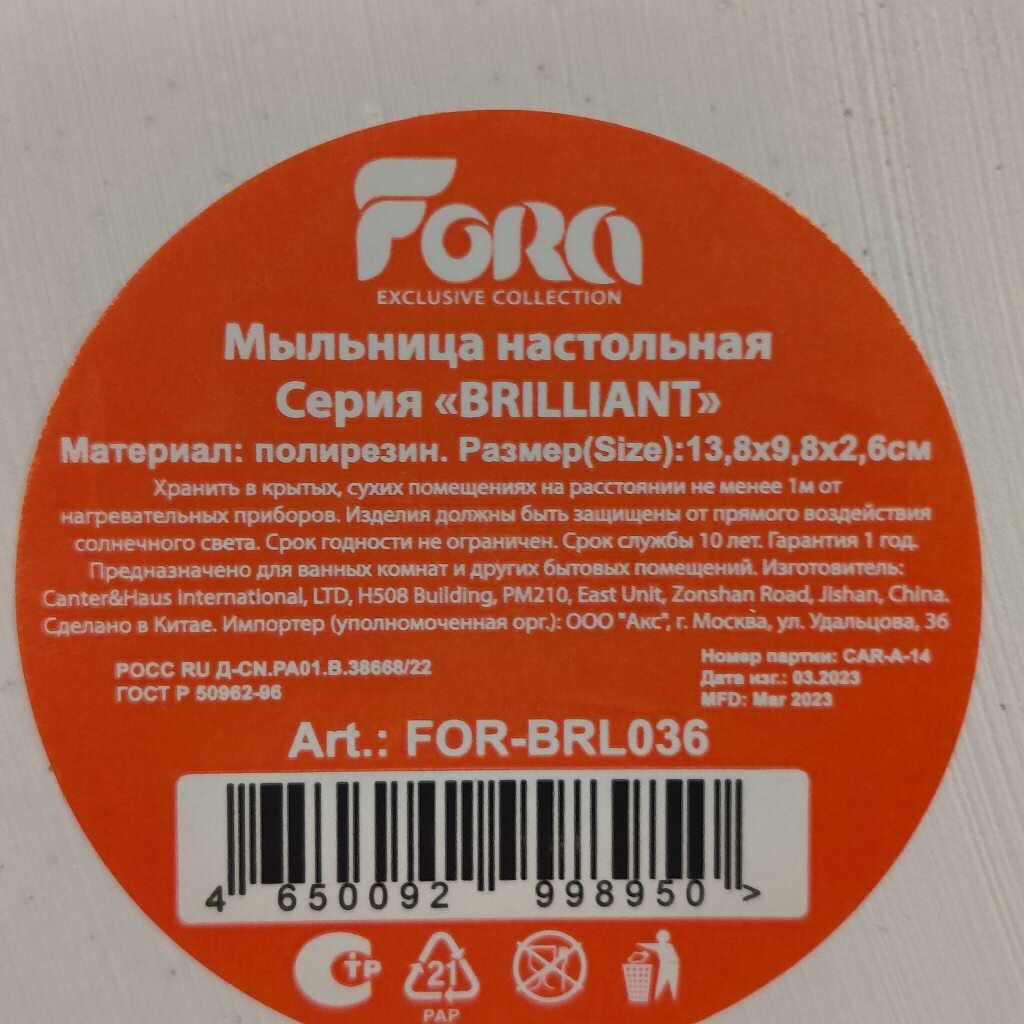 FORA
EXCLUSIVE COLLECTION
Мыльница настольная
Серия «BRILLIANT»
Материал: полирезин. Размер(Size):13,8х9,8х2,6см
Хранить в крытых, сухих помещениях на расстоянии не менее 1м от
нагревательных приборов. Изделия должны быть защищены от прямого воздействия
солнечного света. Срок годности не ограничен. Срок службы 10 лет. Гарантия 1 год.
Предназначено для ванных комнат и других бытовых помещений. Изготовитель:
Canter&Haus international, LTD, H508 Building, PM210, East Unit, Zonshan Road, Jishan, China.
Сделано в Китае. Импортер (уполномоченная орг.): ООО "Акс", г. Москва, ул. Удальцова, 36
РОСС RU Д-CN.РА01.В.38668/22
ГОСТ Р 50962-96
Номер партии: CAR-A-14
Дата изг.: 03.2023
MFD: Mar 2023
Art.: FOR-BRL036
4 650092 998950 >
СТР
21
PAP